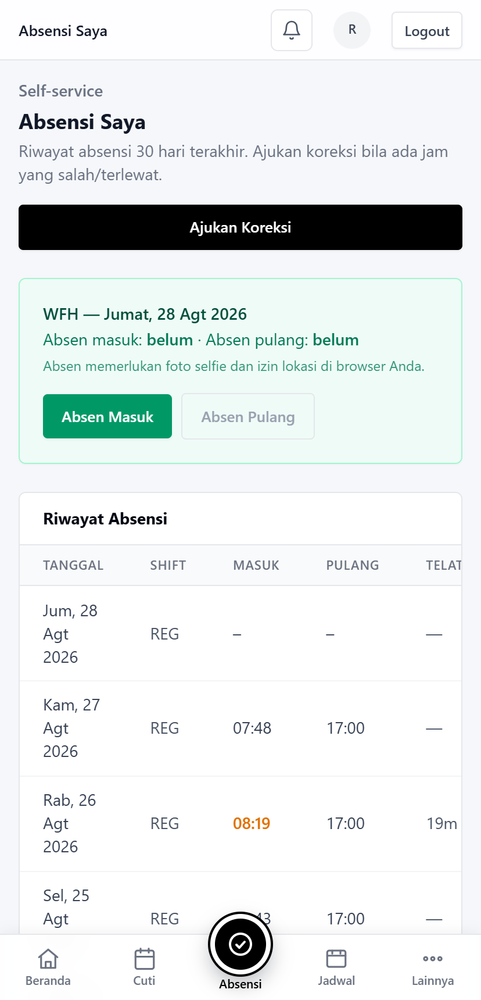 Absensi Saya
R
Logout
Self-service
Absensi Saya
Riwayat absensi 30 hari terakhir. Ajukan koreksi bila ada jam
yang salah/terlewat.
Ajukan Koreksi
WFH — Jumat, 28 Agt 2026
Absen masuk: belum · Absen pulang: belum
Absen memerlukan foto selfie dan izin lokasi di browser Anda.
Absen Masuk Absen Pulang
Riwayat Absensi
TANGGAL SHIFT MASUK PULANG TELAT
Jum, 28
Agt
2026
REG – – —
Kam, 27
Agt
2026
REG 07:48 17:00 —
Rab, 26
Agt
2026
REG 08:19 17:00 19m
Sel, 25
Agt
REG 17:00 —
Beranda
Cuti
Absensi
Jadwal
Lainnya